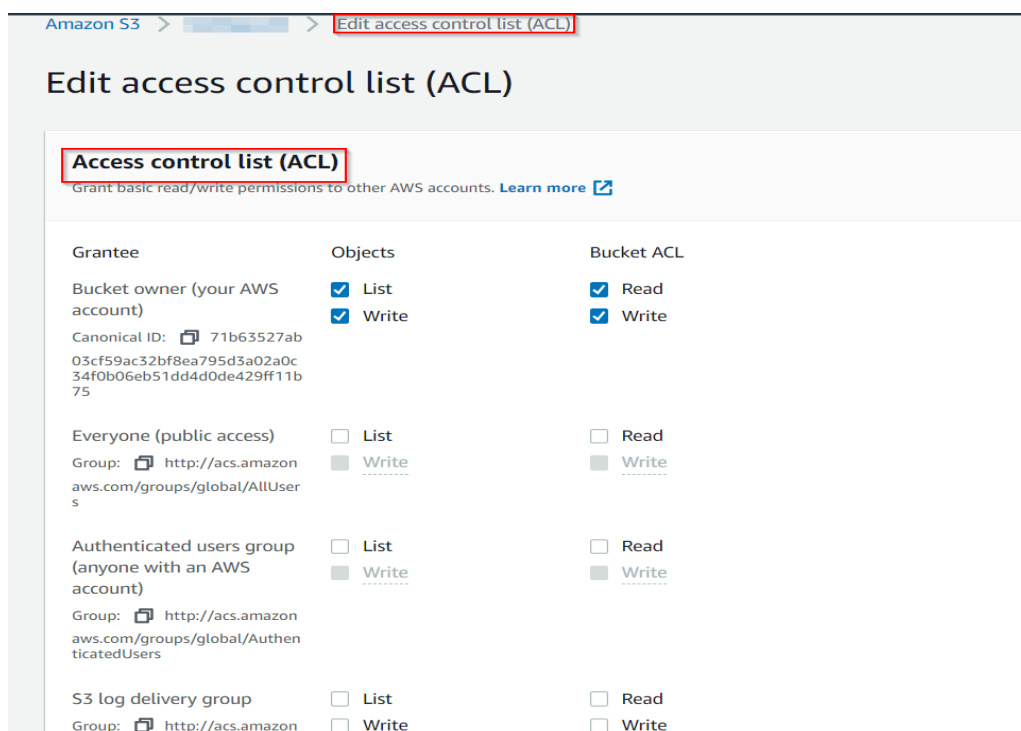 Amazon S3 > > Edit access control list (ACL)
Edit access control list (ACL)
Access control list (ACL)
Grant basic read/write permissions to other AWS accounts. Learn more
Grantee Objects Bucket ACL
Bucket owner (your AWS List Read
account) Write Write
Canonical ID: 71b63527ab
03cf59ac32bf8ea795d3a02a0c
34f0b06eb51dd4d0de429ff11b
75
Everyone (public access) List Read
Group: http://acs.amazon Write Write
aws.com/groups/global/AllUser
s
Authenticated users group List Read
(anyone with an AWS Write Write
account)
Group: http://acs.amazon
aws.com/groups/global/Authen
ticatedUsers
S3 log delivery group List Read
Group: http://acs.amazon Write Write